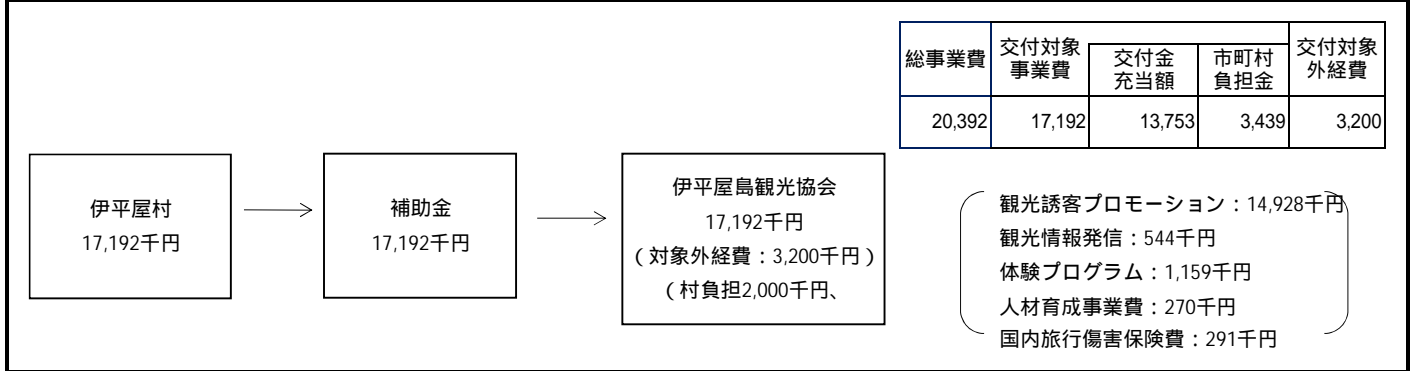 総事業費
交付対象
事業費
交付金
充当額
市町村
負担金
交付対象
外経費
20,392 17,192 13,753 3,439 3,200
伊平屋村
17,192千円
補助金
17,192千円
伊平屋島観光協会
17,192千円
（対象外経費：3,200千円）
（村負担2,000千円、
観光誘客プロモーション：14,928千円
観光情報発信：544千円
体験プログラム：1,159千円
人材育成事業費：270千円
国内旅行傷害保険費：291千円